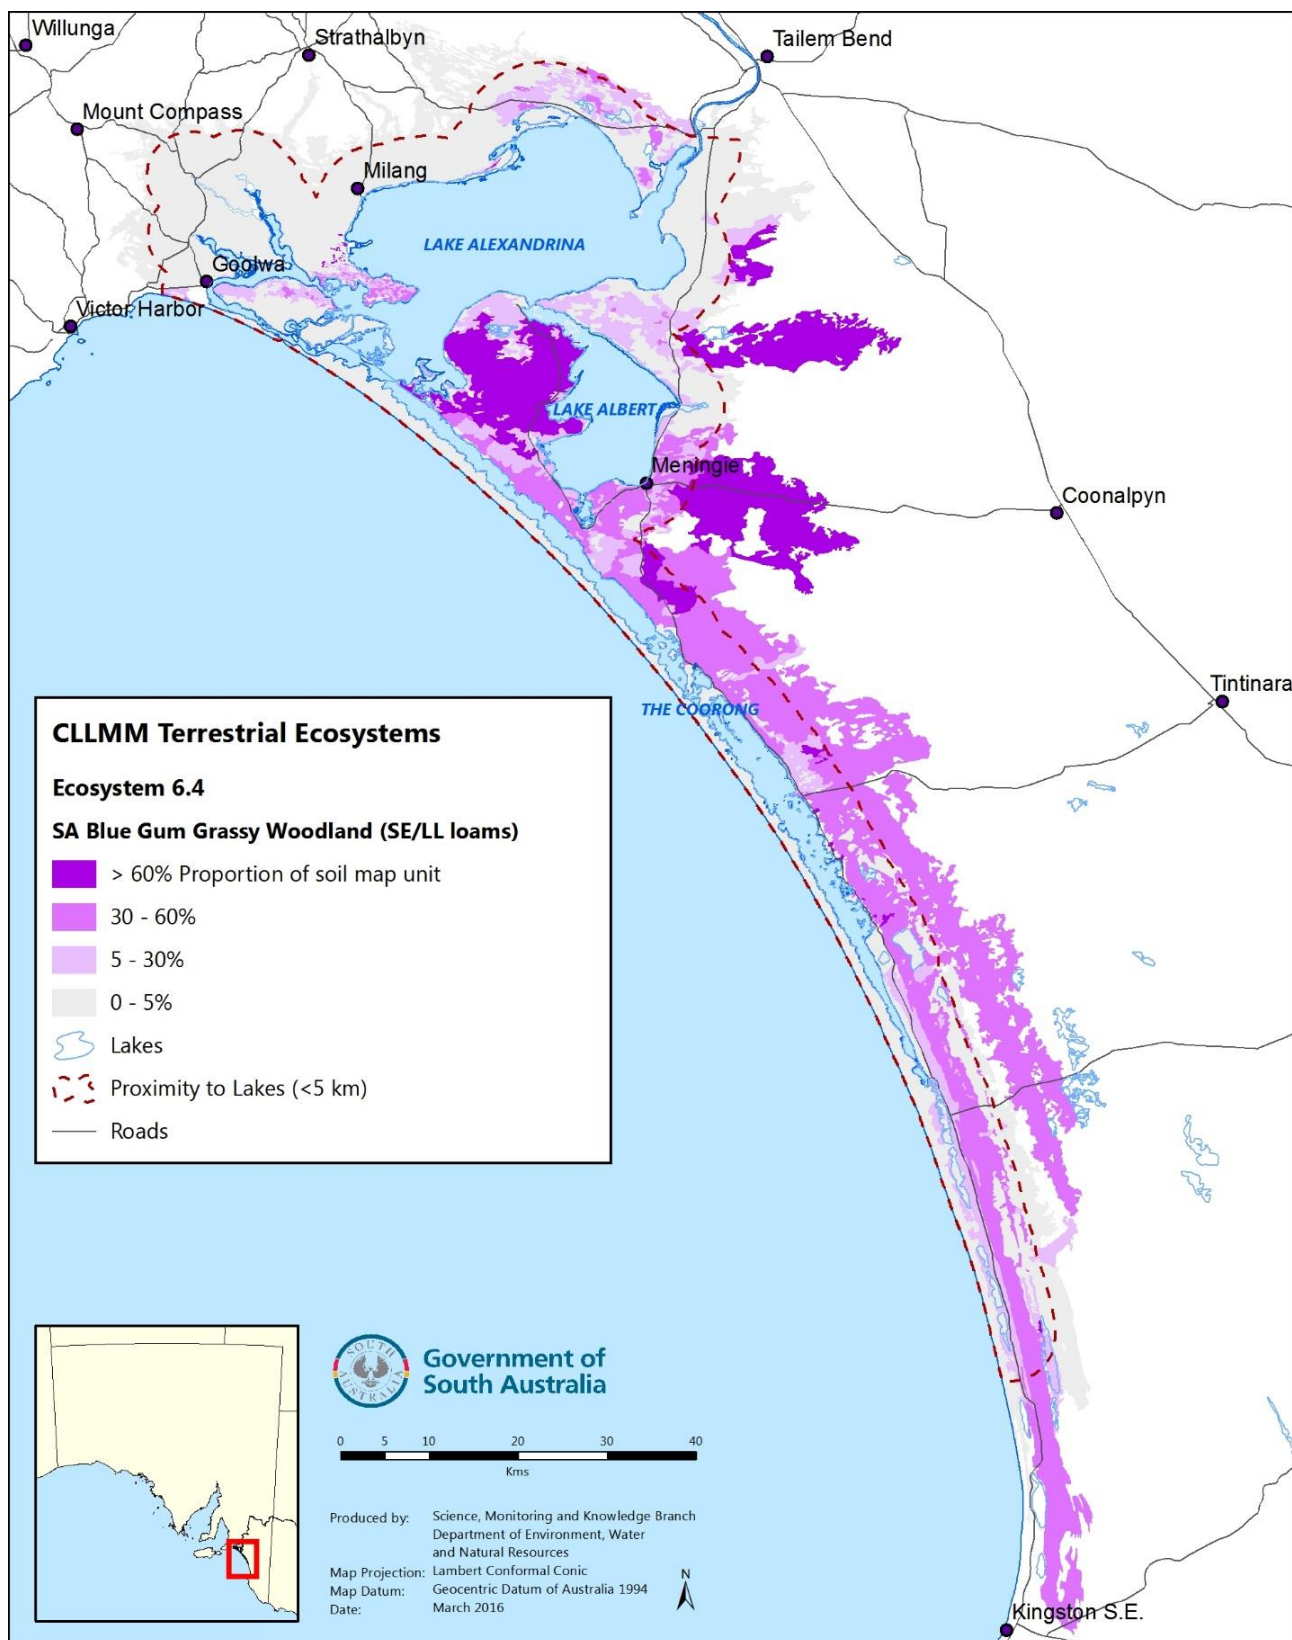 Willunga
Strathalbyn
Tailem Bend
Mount Compass
Milang
LAKE ALEXANDRINA
Goolwa
Victor Harbor
LAKE ALBERT
Meningie
Coonalpyn
Tintinara
THE COORONG
CLLMM Terrestrial Ecosystems
Ecosystem 6.4
SA Blue Gum Grassy Woodland (SE/LL loams)
> 60% Proportion of soil map unit
30 - 60%
5 - 30%
0 - 5%
Lakes
Proximity to Lakes (<5 km)
Roads
SOUTH AUSTRALIA
Government of
South Australia
0 5 10 20 30 40
Kms
Produced by: Science, Monitoring and Knowledge Branch
Department of Environment, Water
and Natural Resources
Map Projection: Lambert Conformal Conic
Map Datum: Geocentric Datum of Australia 1994
Date: March 2016
N
Kingston S.E.